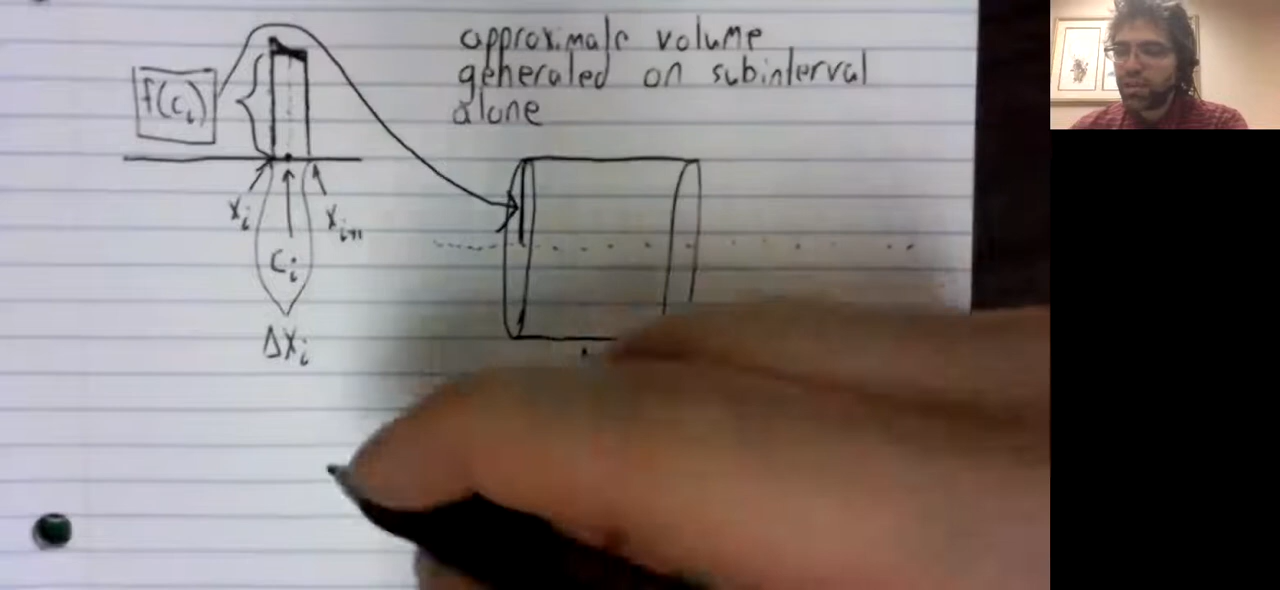 approximate volume
generated on subinterval
alone
f(cᵢ)
xᵢ
xᵢ₊₁
cᵢ
Δxᵢ